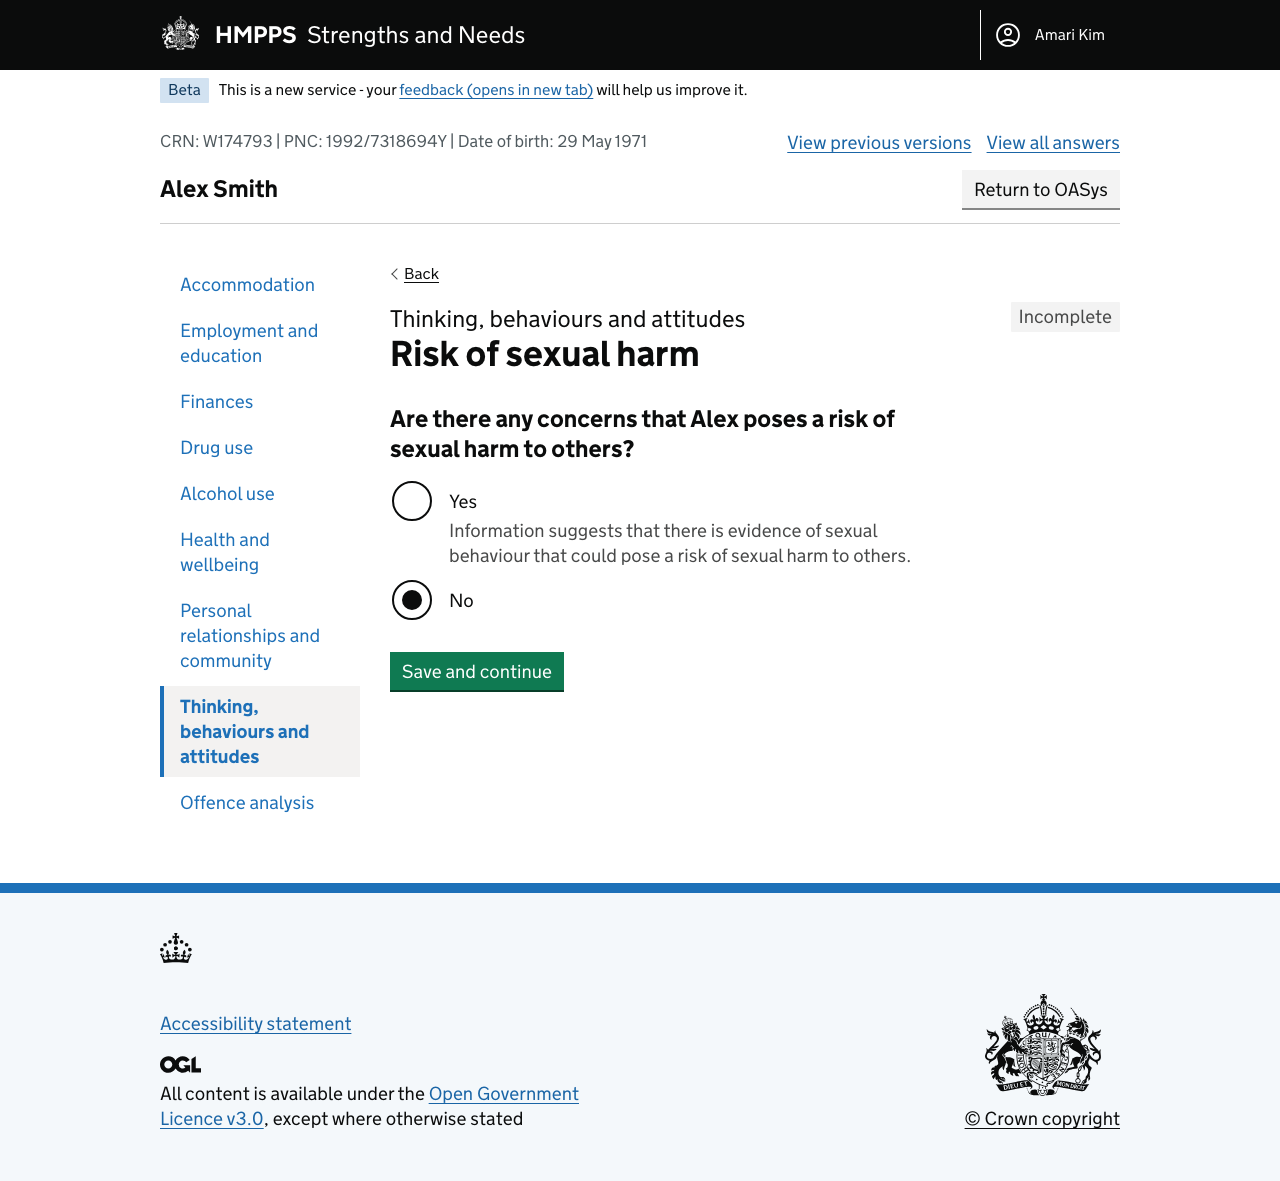 HMPPS Strengths and Needs
Amari Kim
Beta This is a new service - your feedback (opens in new tab) will help us improve it.
CRN: W174793 | PNC: 1992/7318694Y | Date of birth: 29 May 1971
View previous versions View all answers
Alex Smith
Return to OASys
Accommodation
Employment and
education
Finances
Drug use
Alcohol use
Health and
wellbeing
Personal
relationships and
community
Thinking,
behaviours and
attitudes
Offence analysis
Back
Thinking, behaviours and attitudes
Incomplete
Risk of sexual harm
Are there any concerns that Alex poses a risk of
sexual harm to others?
Yes
Information suggests that there is evidence of sexual
behaviour that could pose a risk of sexual harm to others.
No
Save and continue
Accessibility statement
OGL
All content is available under the Open Government
Licence v3.0, except where otherwise stated
DIEU ET MON DROIT
© Crown copyright